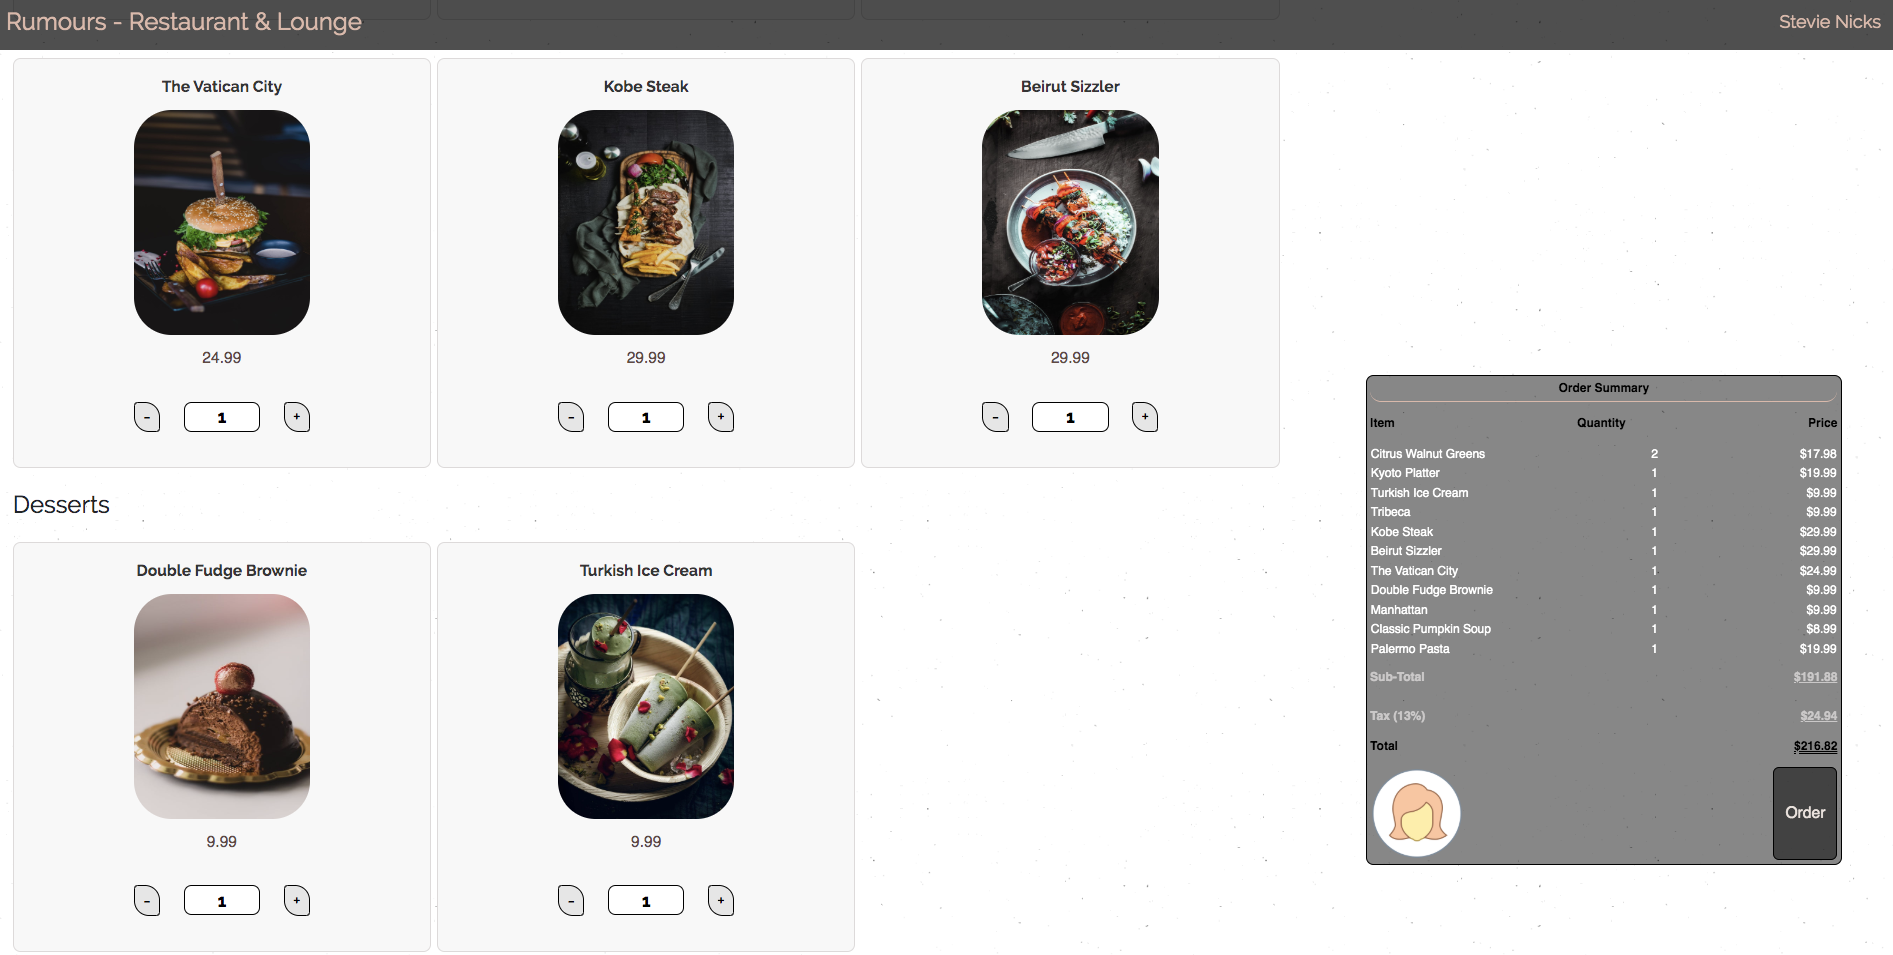 Rumours - Restaurant & Lounge
Stevie Nicks
The Vatican City
24.99
- 1 +
Kobe Steak
29.99
- 1 +
Beirut Sizzler
29.99
- 1 +
Desserts
Double Fudge Brownie
9.99
- 1 +
Turkish Ice Cream
9.99
- 1 +
Order Summary
Item Quantity Price
Citrus Walnut Greens 2 $17.98
Kyoto Platter 1 $19.99
Turkish Ice Cream 1 $9.99
Tribeca 1 $9.99
Kobe Steak 1 $29.99
Beirut Sizzler 1 $29.99
The Vatican City 1 $24.99
Double Fudge Brownie 1 $9.99
Manhattan 1 $9.99
Classic Pumpkin Soup 1 $8.99
Palermo Pasta 1 $19.99
Sub-Total $191.88
Tax (13%) $24.94
Total $216.82
Order